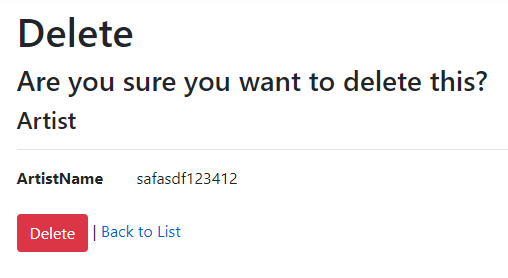 Delete
Are you sure you want to delete this?
Artist
ArtistName safasdf123412
Delete | Back to List